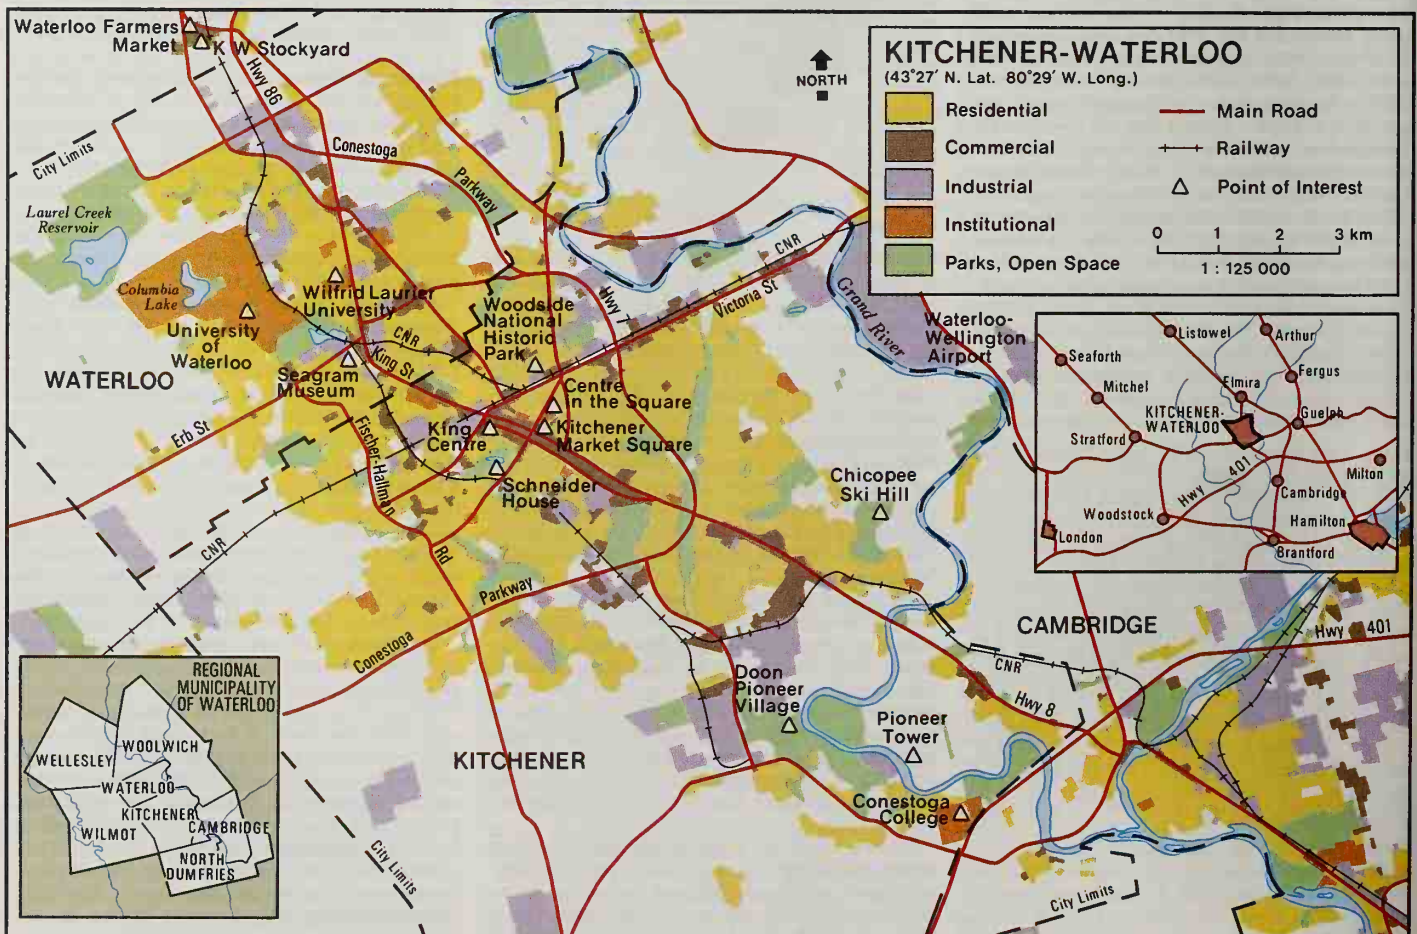 Waterloo Farmers
Market
K W Stockyard
Hwy 86
City Limits
Conestoga
Parkway
Laurel Creek
Reservoir
Columbia
Lake
University
of
Waterloo
Wilfrid Laurier
University
Woodside
National
Historic
Park
Hwy 7
CNR
Victoria St
CNR
King St
Seagram
Museum
WATERLOO
Erb St
Fischer-Hallman
Rd
King
Centre
Centre
in the Square
Kitchener
Market Square
Schneider
House
CNR
Parkway
Conestoga
Grand River
Waterloo-
Wellington
Airport
Chicopee
Ski Hill
CAMBRIDGE
Hwy 401
CNR
Hwy 8
Doon
Pioneer
Village
Pioneer
Tower
Conestoga
College
KITCHENER
City Limits
City Limits
NORTH
KITCHENER-WATERLOO
(43°27′ N. Lat. 80°29′ W. Long.)
Residential
Commercial
Industrial
Institutional
Parks, Open Space
Main Road
Railway
Point of Interest
0 1 2 3 km
1 : 125 000
Listowel
Arthur
Seaforth
Fergus
Mitchel
Elmira
KITCHENER-
WATERLOO
Guelph
Stratford
Hwy 401
Milton
Cambridge
Woodstock
Hamilton
London
Brantford
REGIONAL
MUNICIPALITY
OF WATERLOO
WOOLWICH
WELLESLEY
WATERLOO
KITCHENER
WILMOT
CAMBRIDGE
NORTH
DUMFRIES